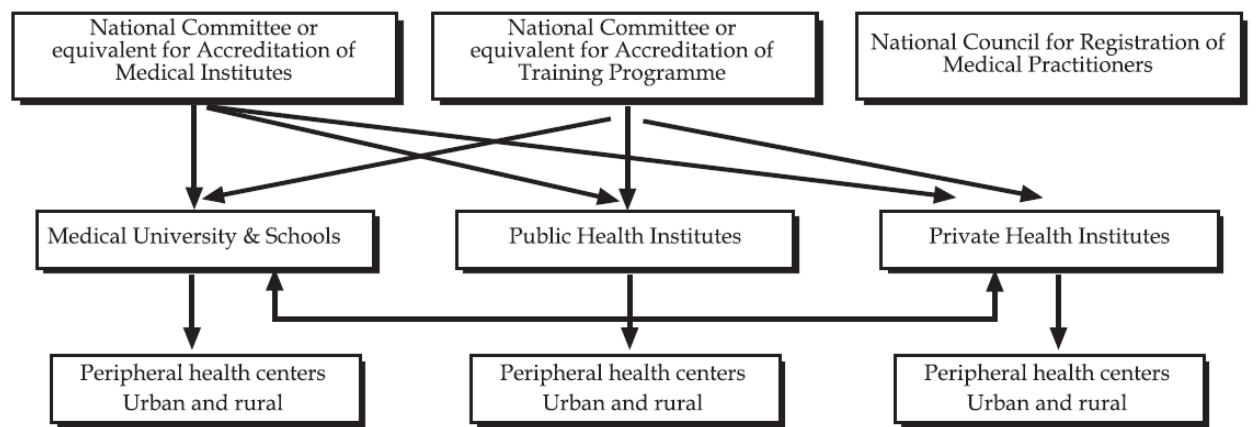 National Committee or
equivalent for Accreditation of
Medical Institutes
National Committee or
equivalent for Accreditation of
Training Programme
National Council for Registration of
Medical Practitioners
Medical University & Schools
Public Health Institutes
Private Health Institutes
Peripheral health centers
Urban and rural
Peripheral health centers
Urban and rural
Peripheral health centers
Urban and rural